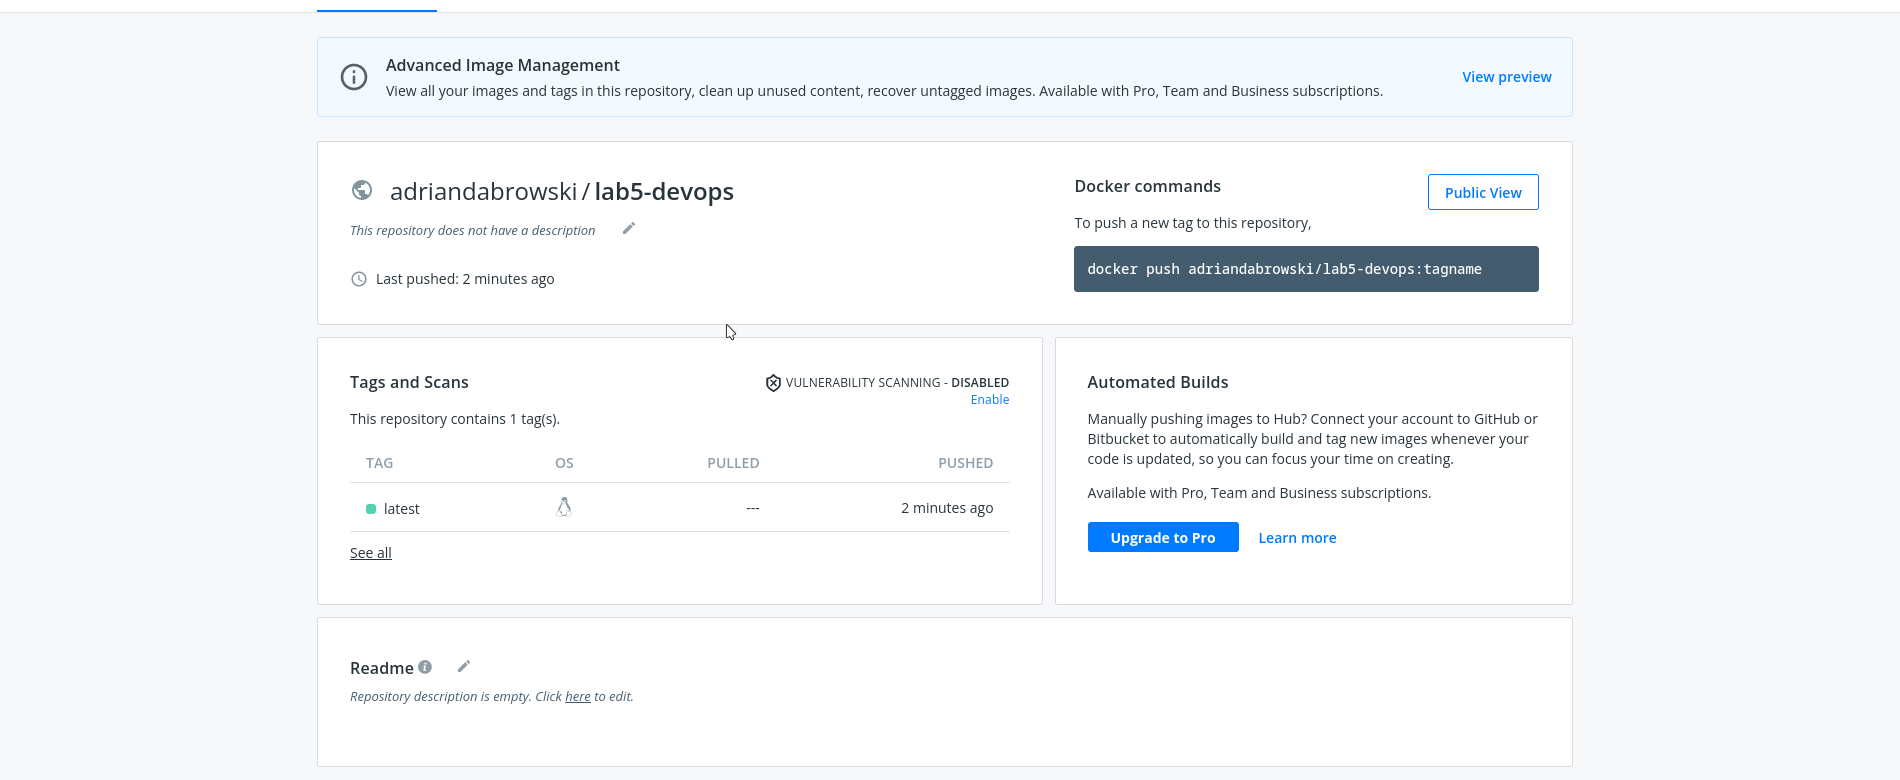 Advanced Image Management
View all your images and tags in this repository, clean up unused content, recover untagged images. Available with Pro, Team and Business subscriptions.
View preview
adriandabrowski / lab5-devops
This repository does not have a description
Last pushed: 2 minutes ago
Docker commands
Public View
To push a new tag to this repository,
docker push adriandabrowski/lab5-devops:tagname
Tags and Scans
VULNERABILITY SCANNING - DISABLED
Enable
This repository contains 1 tag(s).
TAG OS PULLED PUSHED
latest --- 2 minutes ago
See all
Automated Builds
Manually pushing images to Hub? Connect your account to GitHub or
Bitbucket to automatically build and tag new images whenever your
code is updated, so you can focus your time on creating.
Available with Pro, Team and Business subscriptions.
Upgrade to Pro Learn more
Readme
Repository description is empty. Click here to edit.